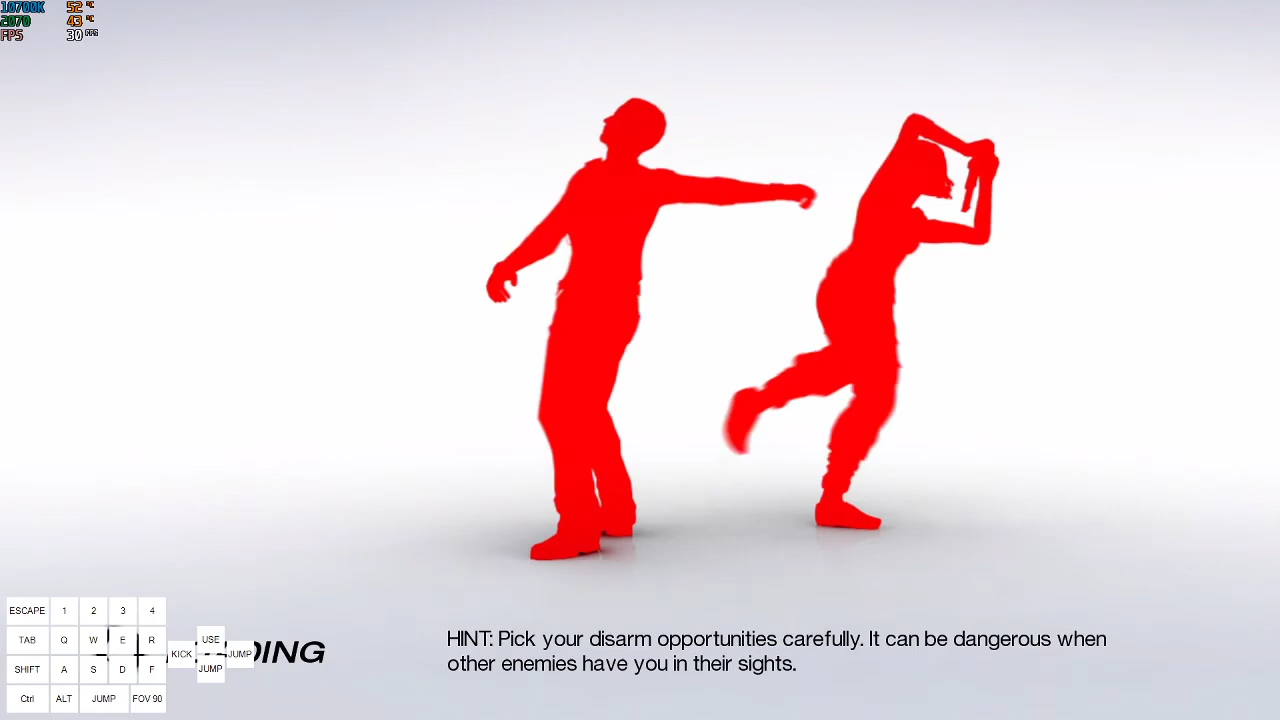 10700K 52 °C
2070 43 °C
FPS 30 FPS
ESCAPE 1 2 3 4
TAB Q W E R
SHIFT A S D F
Ctrl ALT JUMP FOV 90
USE
KICK JUMP
JUMP
DING
HINT: Pick your disarm opportunities carefully. It can be dangerous when
other enemies have you in their sights.